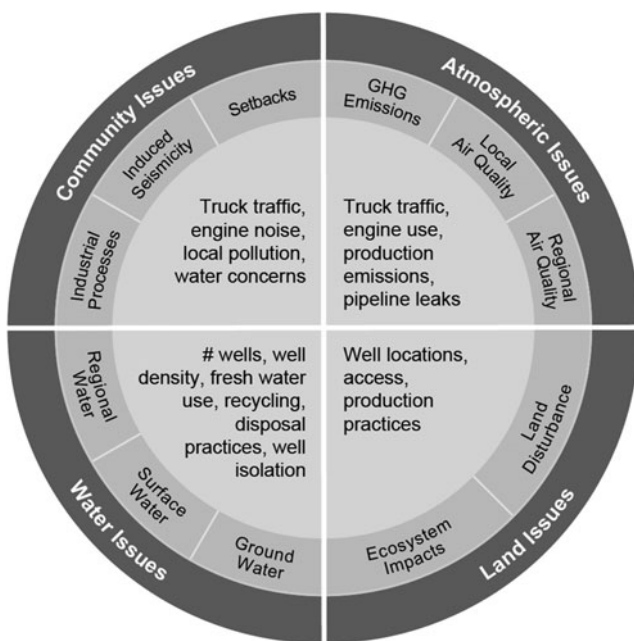 Community Issues
Industrial
Processes
Induced
Seismicity
Setbacks
Truck traffic,
engine noise,
local pollution,
water concerns
Atmospheric Issues
GHG
Emissions
Local
Air Quality
Regional
Air Quality
Truck traffic,
engine use,
production
emissions,
pipeline leaks
Water Issues
Regional
Water
Surface
Water
Ground
Water
# wells, well
density, fresh water
use, recycling,
disposal
practices, well
isolation
Land Issues
Land
Disturbance
Ecosystem
Impacts
Well locations,
access,
production
practices